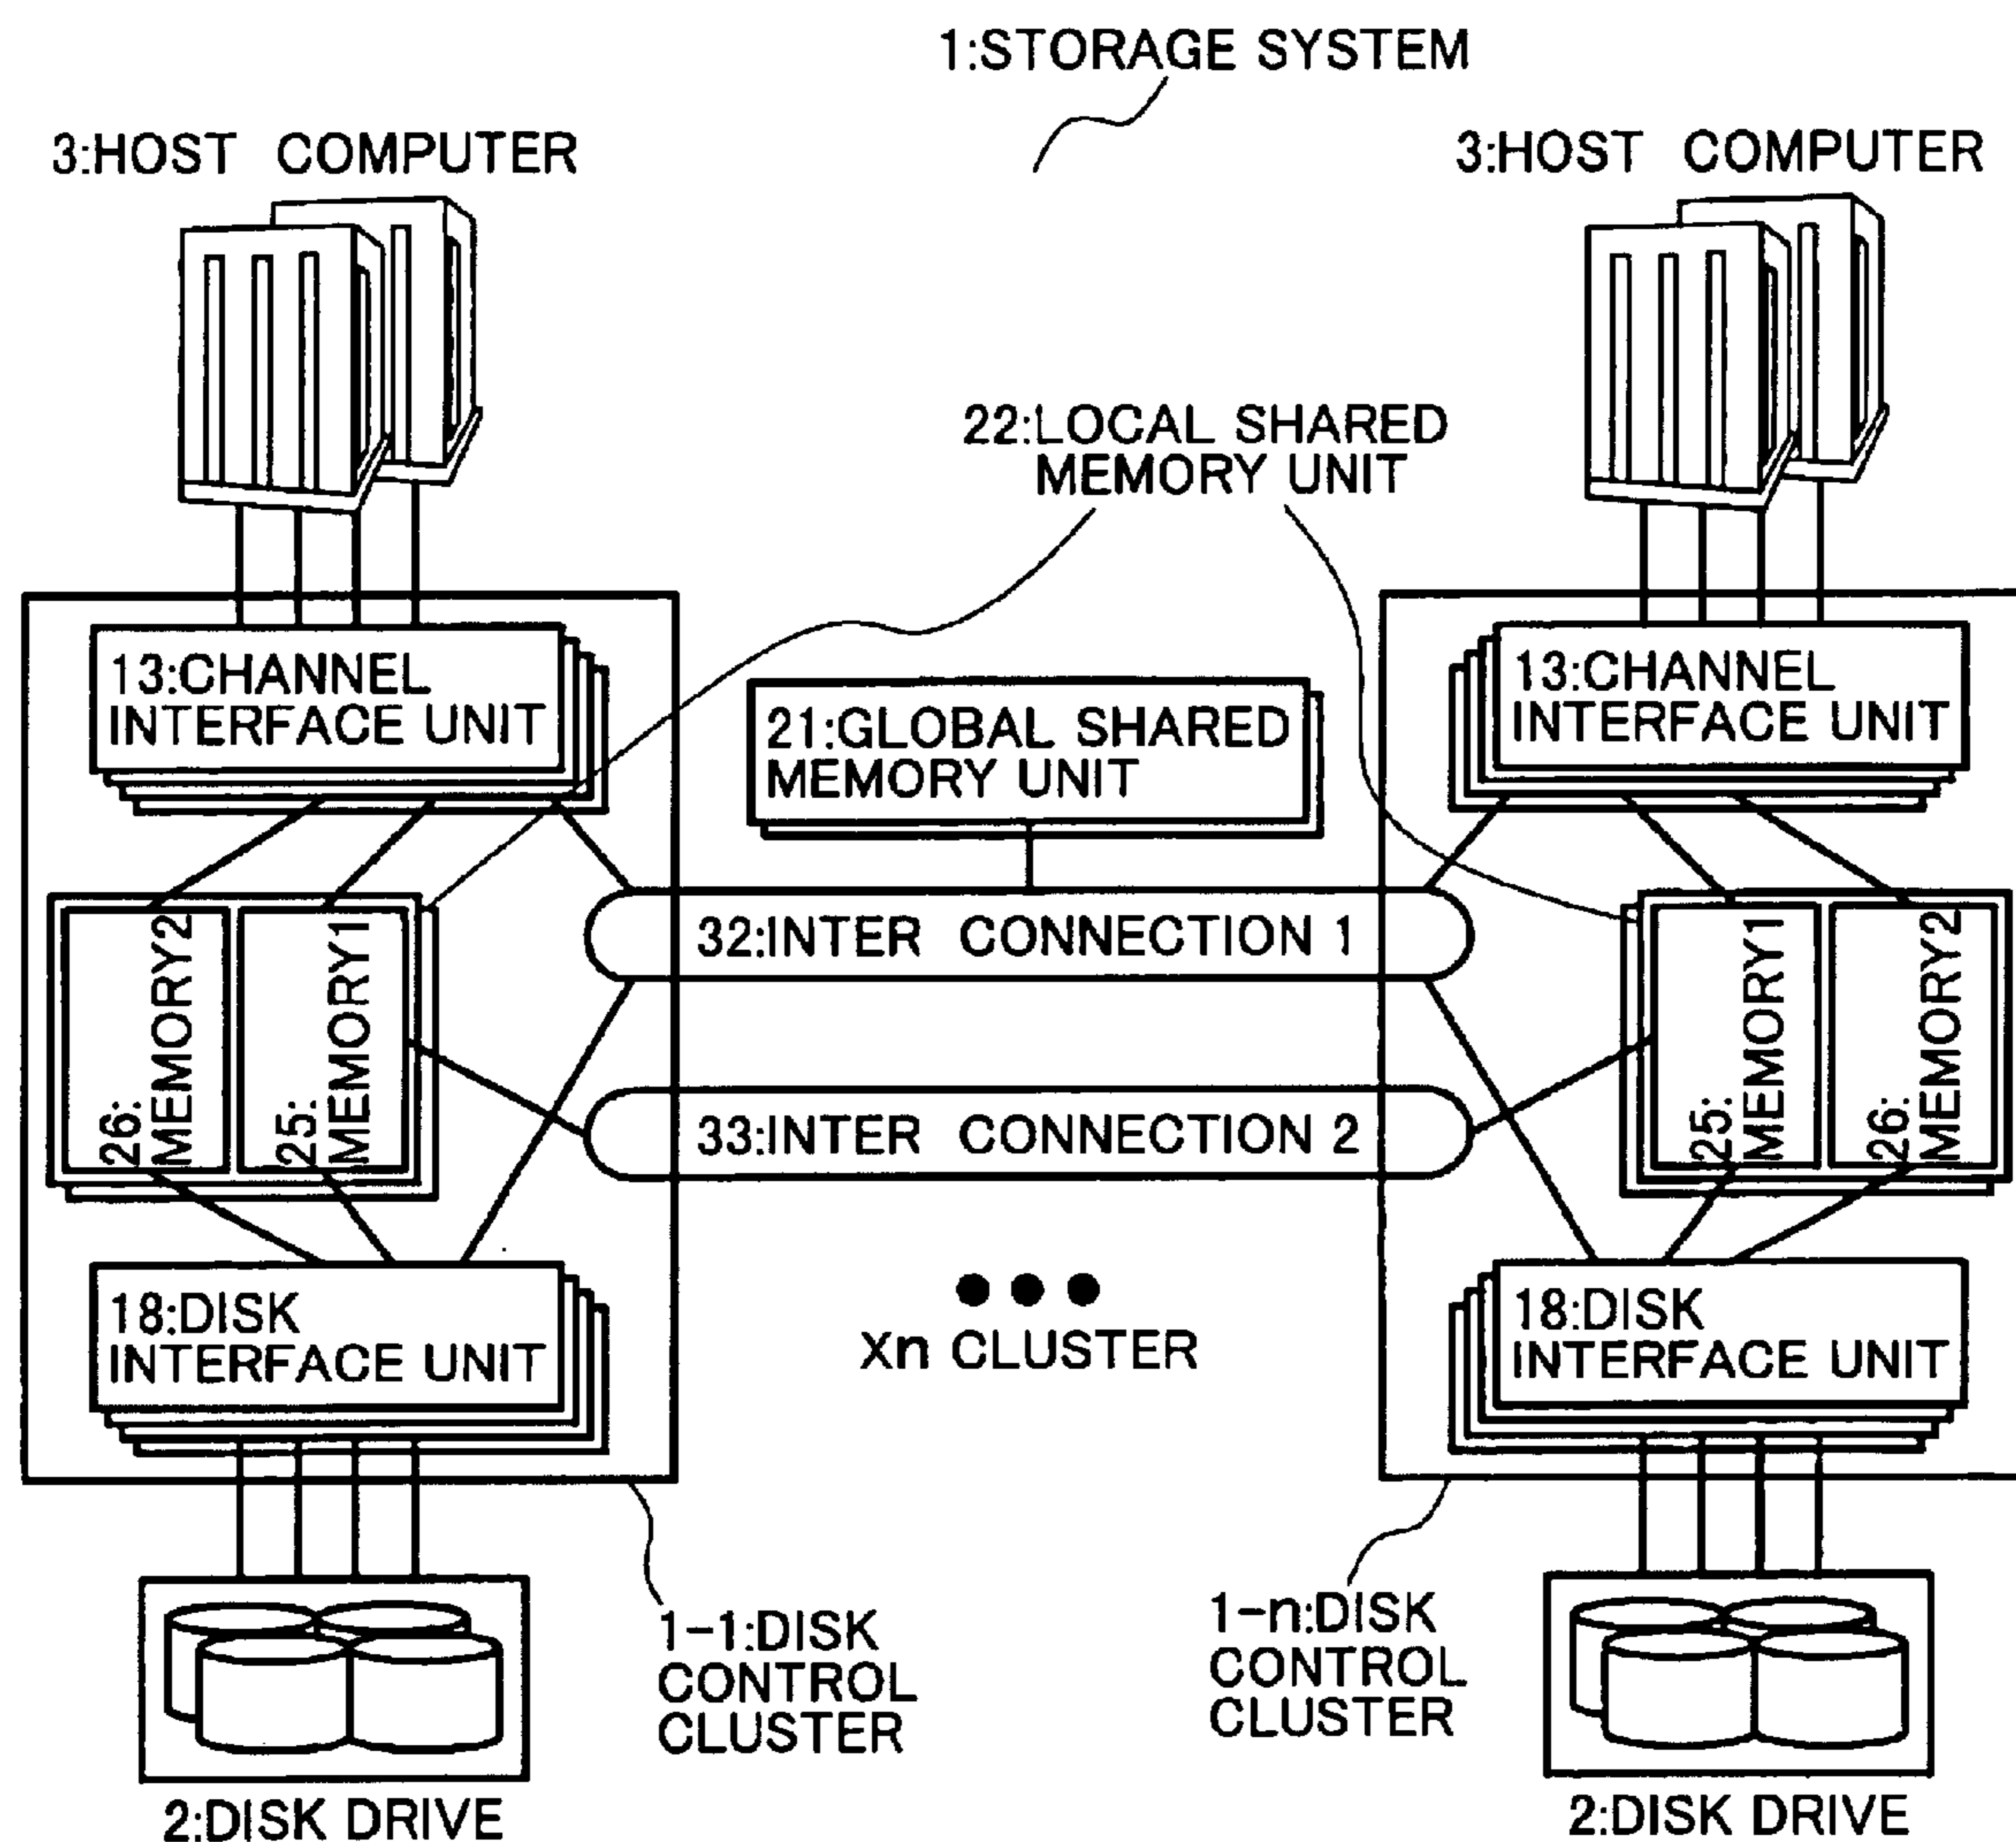 1:STORAGE SYSTEM
3:HOST COMPUTER
3:HOST COMPUTER
22:LOCAL SHARED
MEMORY UNIT
13:CHANNEL
INTERFACE UNIT
21:GLOBAL SHARED
MEMORY UNIT
13:CHANNEL
INTERFACE UNIT
32:INTER CONNECTION 1
26:
MEMORY2
25:
MEMORY1
25:
MEMORY1
26:
MEMORY2
33:INTER CONNECTION 2
18:DISK
INTERFACE UNIT
xn CLUSTER
18:DISK
INTERFACE UNIT
1-1:DISK
CONTROL
CLUSTER
1-n:DISK
CONTROL
CLUSTER
2:DISK DRIVE
2:DISK DRIVE